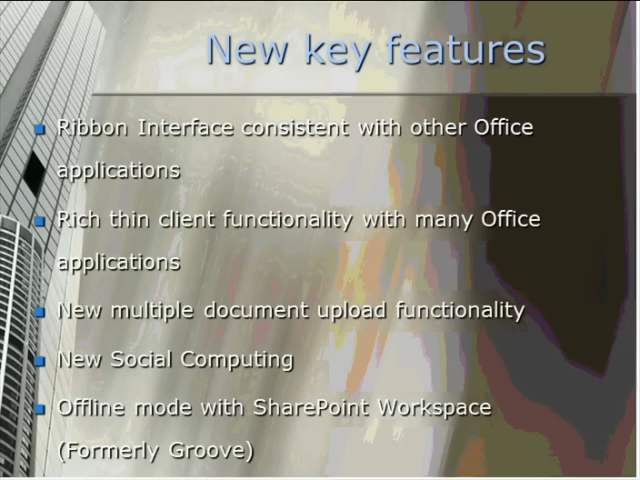 New key features
Ribbon Interface consistent with other Office
applications
Rich thin client functionality with many Office
applications
New multiple document upload functionality
New Social Computing
Offline mode with SharePoint Workspace
(Formerly Groove)